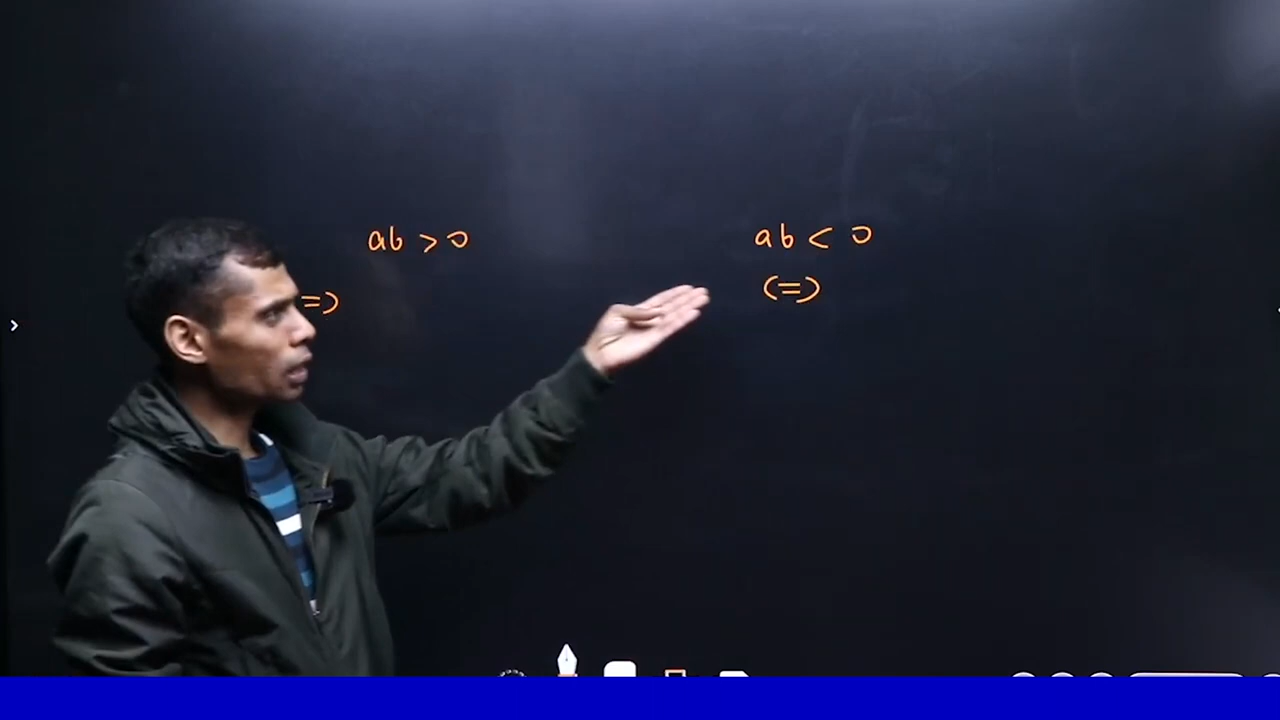 ab > 0
ab < 0
=)
(=)